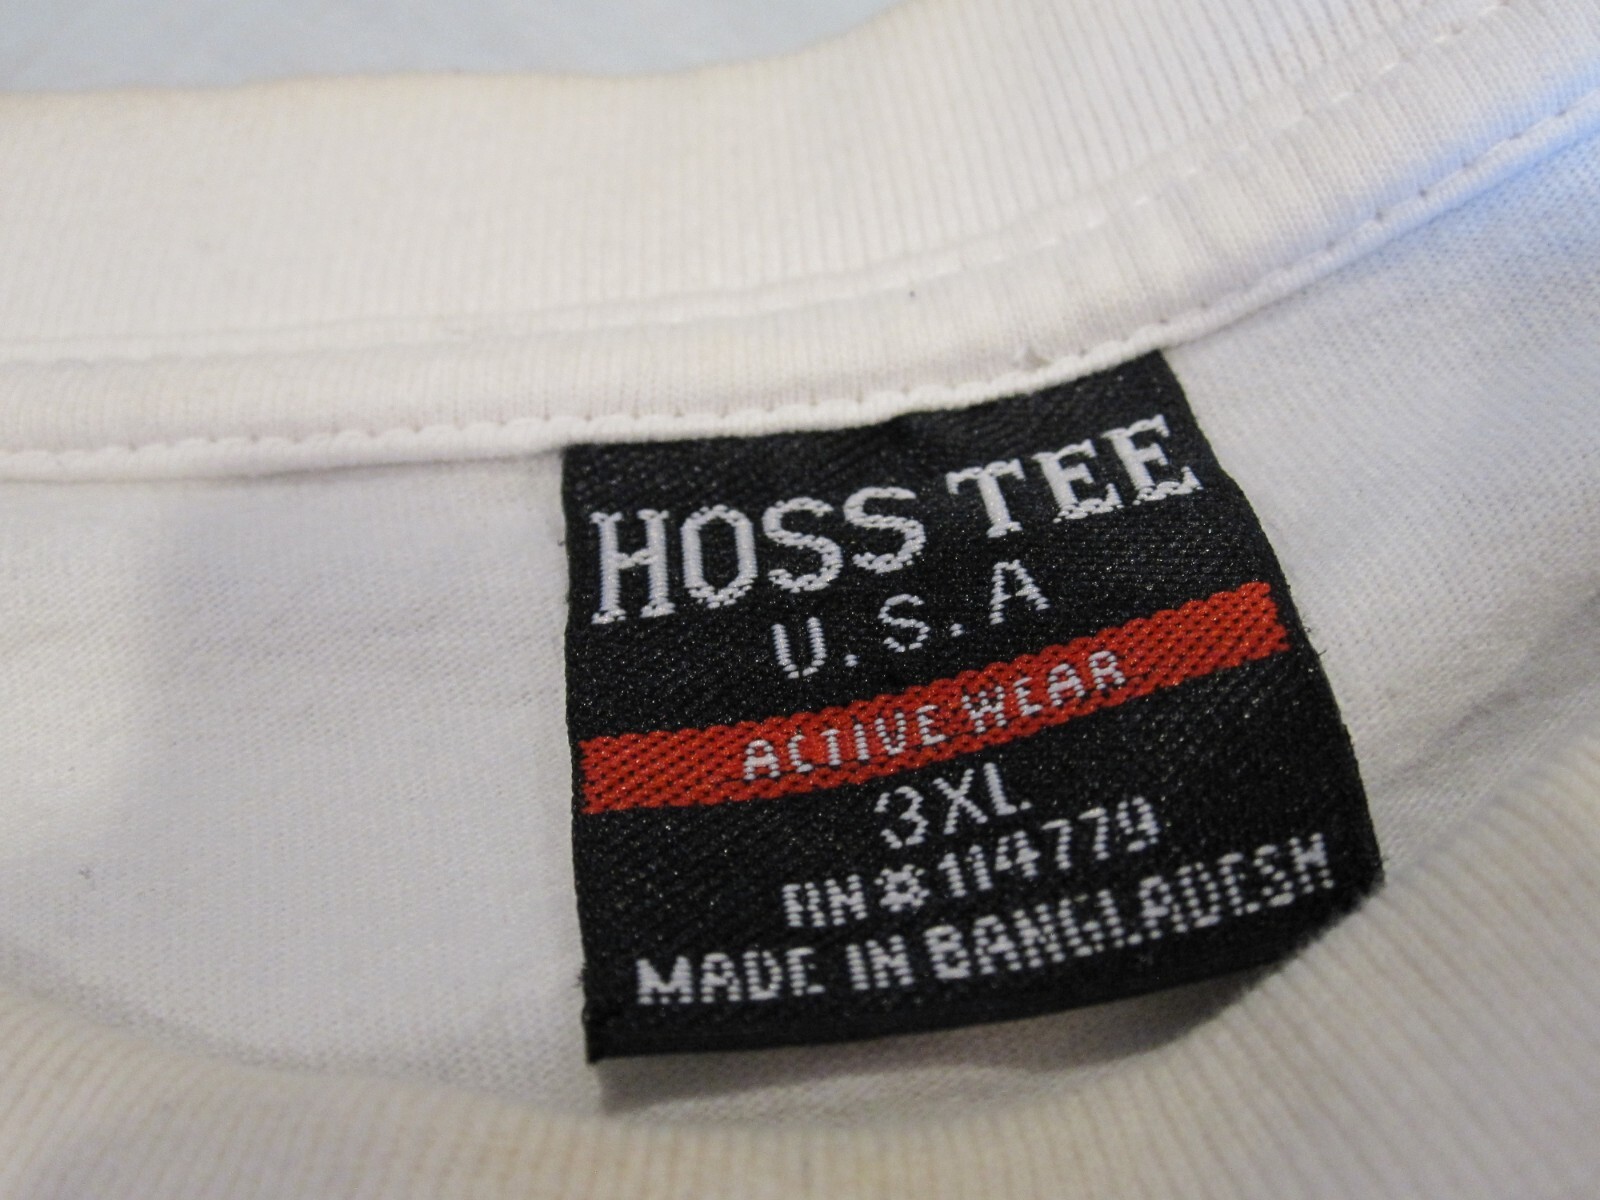 HOSS TEE
U.S.A
ACTIVE WEAR
3XL
RN#114779
MADE IN BANGLADESH